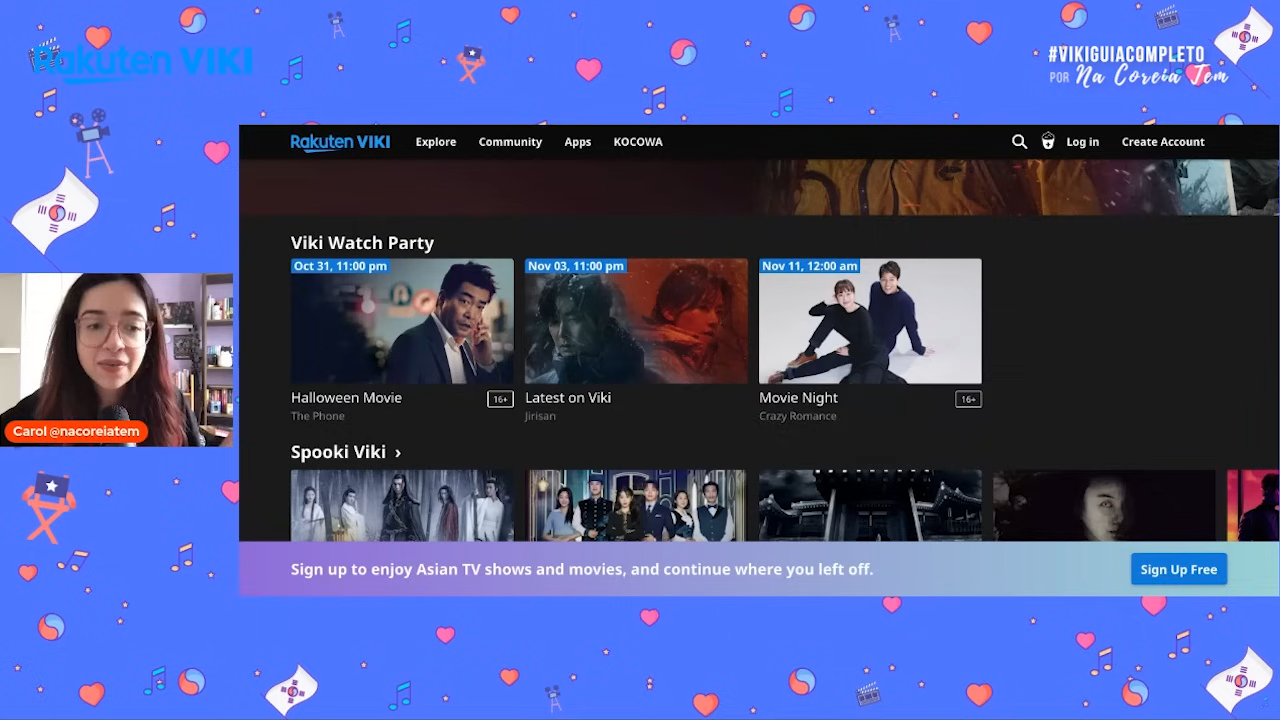 Rakuten VIKI
#VIKIGUIACOMPLETO
POR Na Coreia Tem
Rakuten VIKI
Explore
Community
Apps
KOCOWA
Log in
Create Account
Viki Watch Party
Oct 31, 11:00 pm
Nov 03, 11:00 pm
Nov 11, 12:00 am
Halloween Movie
16+
The Phone
Latest on Viki
Jirisan
Movie Night
16+
Crazy Romance
Carol @nacoreiatem
Spooki Viki ›
Sign up to enjoy Asian TV shows and movies, and continue where you left off.
Sign Up Free